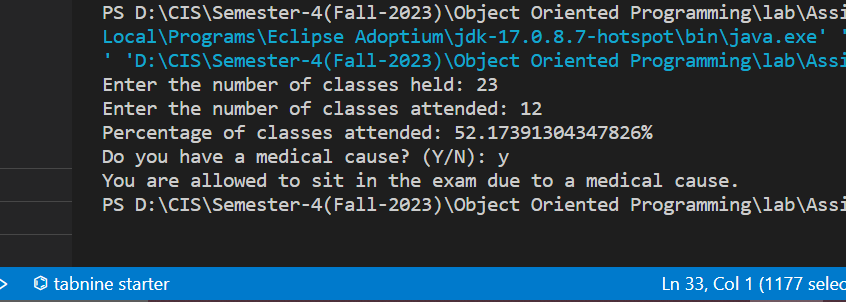 PS D:\CIS\Semester-4(Fall-2023)\Object Oriented Programming\lab\Assi
Local\Programs\Eclipse Adoptium\jdk-17.0.8.7-hotspot\bin\java.exe' '
' 'D:\CIS\Semester-4(Fall-2023)\Object Oriented Programming\lab\Assi
Enter the number of classes held: 23
Enter the number of classes attended: 12
Percentage of classes attended: 52.17391304347826%
Do you have a medical cause? (Y/N): y
You are allowed to sit in the exam due to a medical cause.
PS D:\CIS\Semester-4(Fall-2023)\Object Oriented Programming\lab\Assi
tabnine starter Ln 33, Col 1 (1177 selec